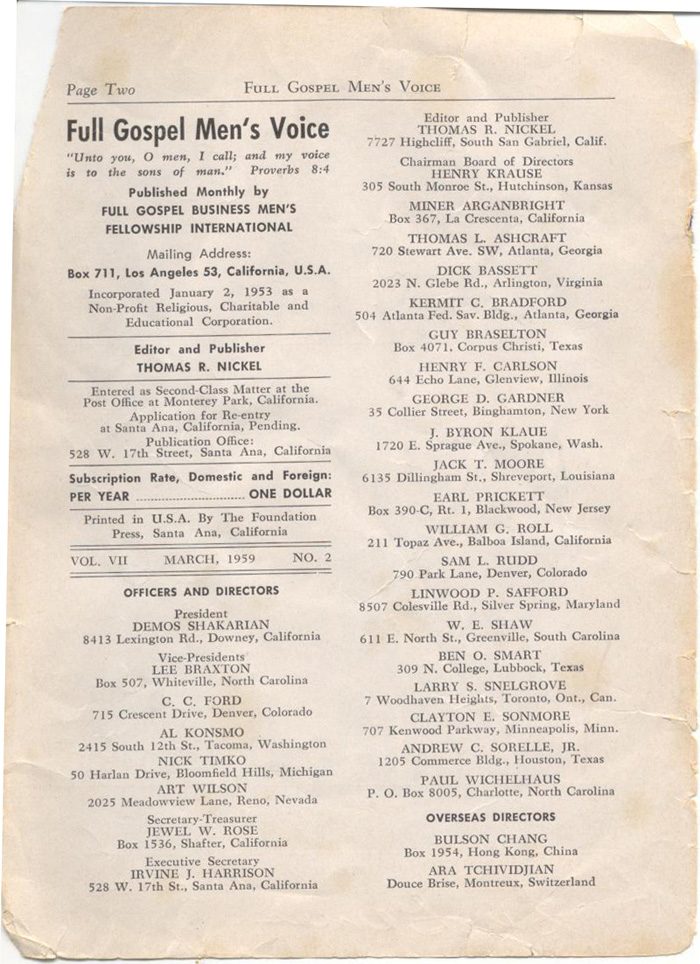 Page Two
FULL GOSPEL MEN'S VOICE
Full Gospel Men's Voice
"Unto you, O men, I call; and my voice
is to the sons of man." Proverbs 8:4
Published Monthly by
FULL GOSPEL BUSINESS MEN'S
FELLOWSHIP INTERNATIONAL
Mailing Address:
Box 711, Los Angeles 53, California, U.S.A.
Incorporated January 2, 1953 as a
Non-Profit Religious, Charitable and
Educational Corporation.
Editor and Publisher
THOMAS R. NICKEL
Entered as Second-Class Matter at the
Post Office at Monterey Park, California.
Application for Re-entry
at Santa Ana, California, Pending.
Publication Office:
528 W. 17th Street, Santa Ana, California
Subscription Rate, Domestic and Foreign:
PER YEAR ............................ ONE DOLLAR
Printed in U.S.A. By The Foundation
Press, Santa Ana, California
VOL. VII MARCH, 1959 NO. 2
OFFICERS AND DIRECTORS
President
DEMOS SHAKARIAN
8413 Lexington Rd., Downey, California
Vice-Presidents
LEE BRAXTON
Box 507, Whiteville, North Carolina
C. C. FORD
715 Crescent Drive, Denver, Colorado
AL KONSMO
2415 South 12th St., Tacoma, Washington
NICK TIMKO
50 Harlan Drive, Bloomfield Hills, Michigan
ART WILSON
2025 Meadowview Lane, Reno, Nevada
Secretary-Treasurer
JEWEL W. ROSE
Box 1536, Shafter, California
Executive Secretary
IRVINE J. HARRISON
528 W. 17th St., Santa Ana, California
Editor and Publisher
THOMAS R. NICKEL
7727 Highcliff, South San Gabriel, Calif.
Chairman Board of Directors
HENRY KRAUSE
305 South Monroe St., Hutchinson, Kansas
MINER ARGANBRIGHT
Box 367, La Crescenta, California
THOMAS L. ASHCRAFT
720 Stewart Ave. SW, Atlanta, Georgia
DICK BASSETT
2023 N. Glebe Rd., Arlington, Virginia
KERMIT C. BRADFORD
504 Atlanta Fed. Sav. Bldg., Atlanta, Georgia
GUY BRASELTON
Box 4071, Corpus Christi, Texas
HENRY F. CARLSON
644 Echo Lane, Glenview, Illinois
GEORGE D. GARDNER
35 Collier Street, Binghamton, New York
J. BYRON KLAUE
1720 E. Sprague Ave., Spokane, Wash.
JACK T. MOORE
6135 Dillingham St., Shreveport, Louisiana
EARL PRICKETT
Box 390-C, Rt. 1, Blackwood, New Jersey
WILLIAM G. ROLL
211 Topaz Ave., Balboa Island, California
SAM L. RUDD
790 Park Lane, Denver, Colorado
LINWOOD P. SAFFORD
8507 Colesville Rd., Silver Spring, Maryland
W. E. SHAW
611 E. North St., Greenville, South Carolina
BEN O. SMART
309 N. College, Lubbock, Texas
LARRY S. SNELGROVE
7 Woodhaven Heights, Toronto, Ont., Can.
CLAYTON E. SONMORE
707 Kenwood Parkway, Minneapolis, Minn.
ANDREW C. SORELLE, JR.
1205 Commerce Bldg., Houston, Texas
PAUL WICHELHAUS
P. O. Box 8005, Charlotte, North Carolina
OVERSEAS DIRECTORS
BULSON CHANG
Box 1954, Hong Kong, China
ARA TCHIVIDJIAN
Douce Brise, Montreux, Switzerland